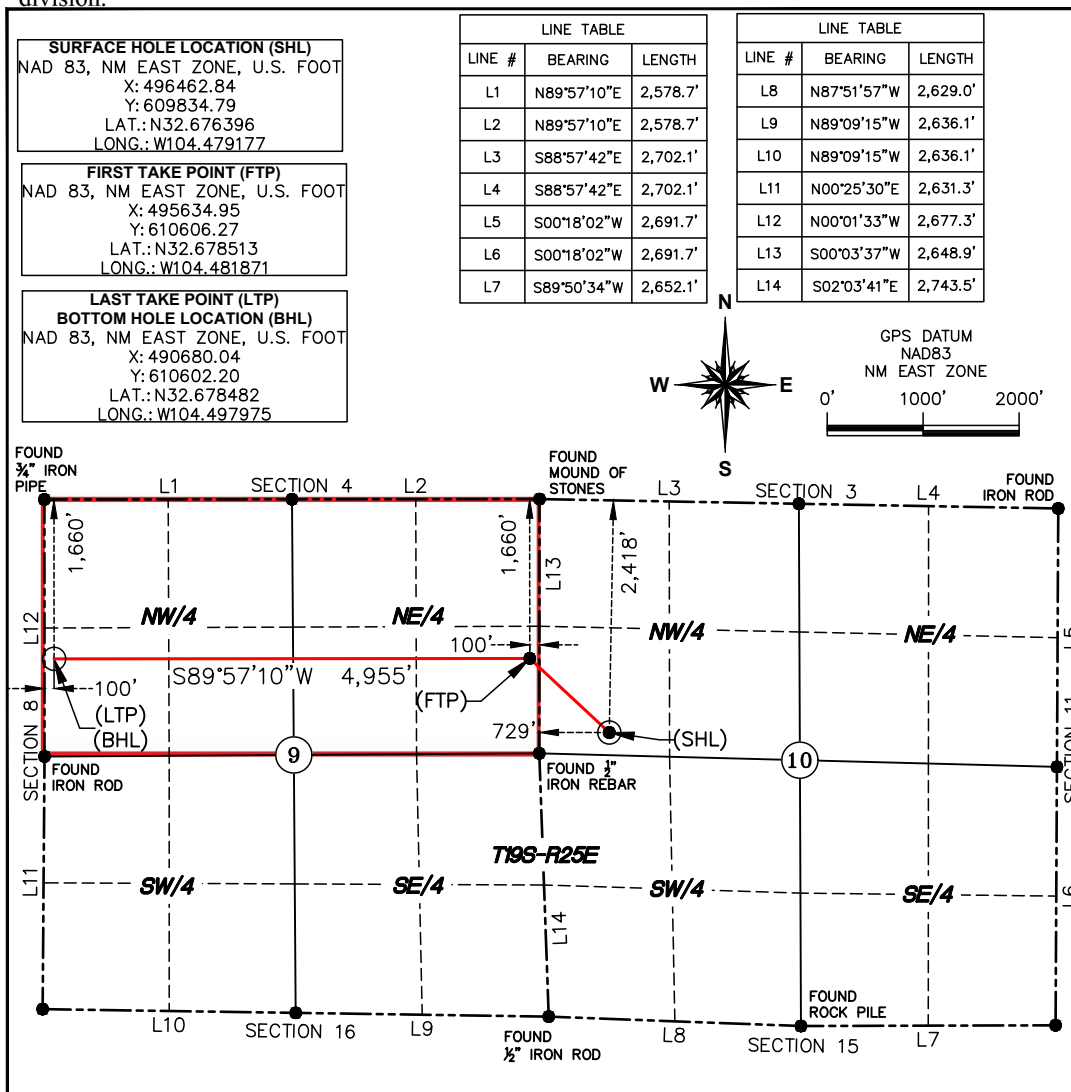 division.
SURFACE HOLE LOCATION (SHL)
NAD 83, NM EAST ZONE, U.S. FOOT
X: 496462.84
Y: 609834.79
LAT.: N32.676396
LONG.: W104.479177
FIRST TAKE POINT (FTP)
NAD 83, NM EAST ZONE, U.S. FOOT
X: 495634.95
Y: 610606.27
LAT.: N32.678513
LONG.: W104.481871
LAST TAKE POINT (LTP)
BOTTOM HOLE LOCATION (BHL)
NAD 83, NM EAST ZONE, U.S. FOOT
X: 490680.04
Y: 610602.20
LAT.: N32.678482
LONG.: W104.497975
LINE TABLE
LINE # BEARING LENGTH
L1 N89°57'10"E 2,578.7'
L2 N89°57'10"E 2,578.7'
L3 S88°57'42"E 2,702.1'
L4 S88°57'42"E 2,702.1'
L5 S00°18'02"W 2,691.7'
L6 S00°18'02"W 2,691.7'
L7 S89°50'34"W 2,652.1'
LINE TABLE
LINE # BEARING LENGTH
L8 N87°51'57"W 2,629.0'
L9 N89°09'15"W 2,636.1'
L10 N89°09'15"W 2,636.1'
L11 N00°25'30"E 2,631.3'
L12 N00°01'33"W 2,677.3'
L13 S00°03'37"W 2,648.9'
L14 S02°03'41"E 2,743.5'
N
W E
S
GPS DATUM
NAD83
NM EAST ZONE
0' 1000' 2000'
FOUND
¾" IRON
PIPE
L1
SECTION 4
L2
FOUND
MOUND OF
STONES
L3
SECTION 3
L4
FOUND
IRON ROD
1,660'
1,660'
L13
2,418'
L12
NW/4
NE/4
NW/4
NE/4
L5
100'
S89°57'10"W 4,955'
100'
(LTP)
(BHL)
(FTP)
729'
(SHL)
SECTION 8
9
10
SECTION 11
FOUND
IRON ROD
FOUND ½"
IRON REBAR
T19S-R25E
L11
SW/4
SE/4
SW/4
SE/4
L6
L14
L10
SECTION 16
L9
FOUND
½" IRON ROD
L8
FOUND
ROCK PILE
SECTION 15
L7